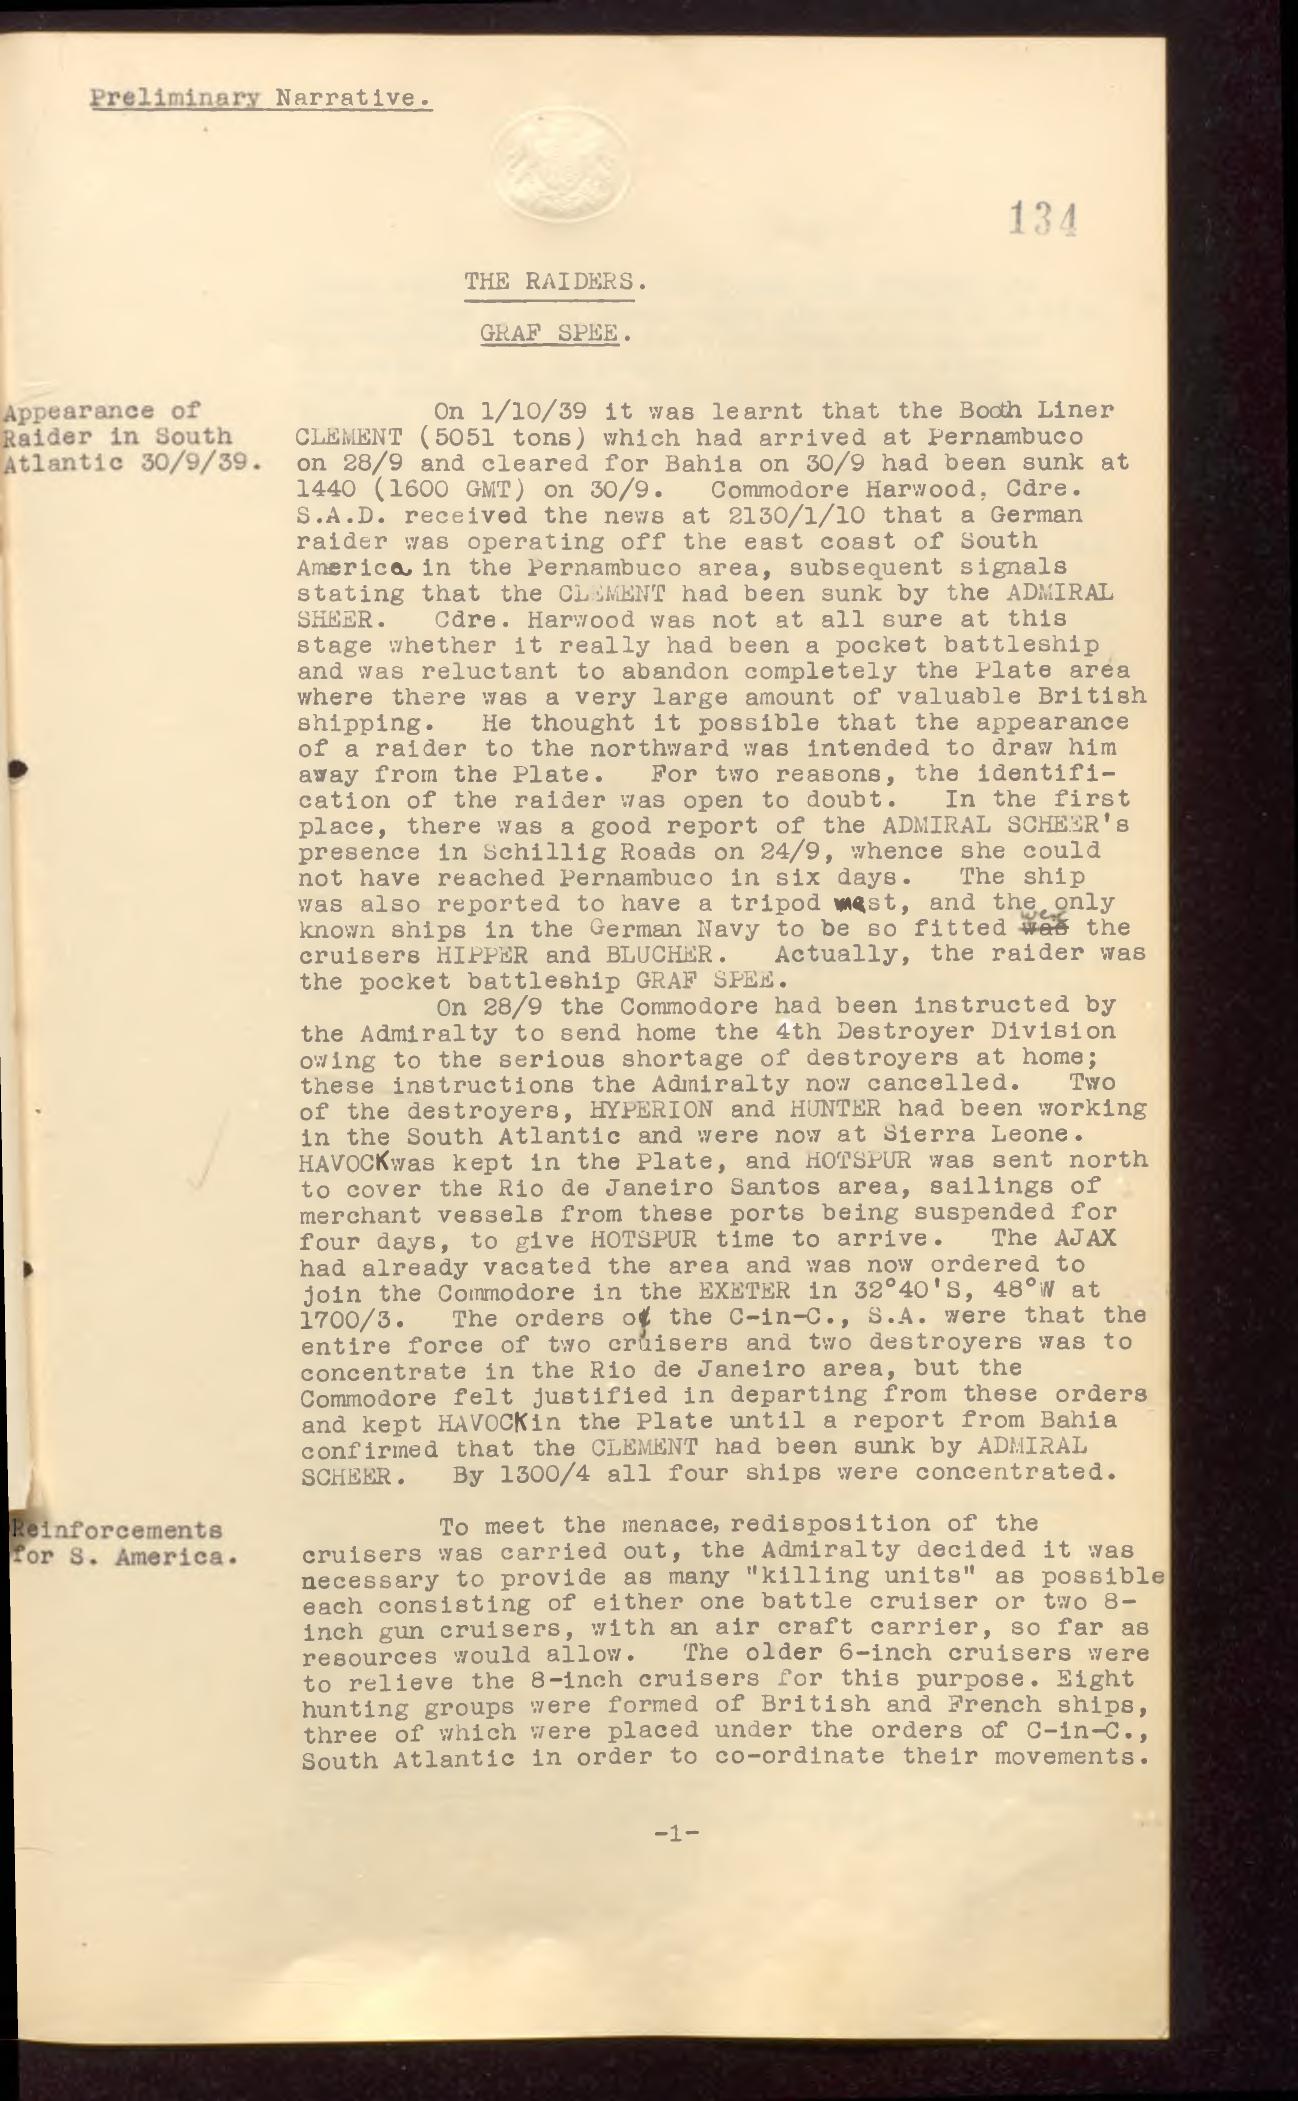 Preliminary Narrative.
134
THE RAIDERS.
GRAF SPEE.
Appearance of
Raider in South
Atlantic 30/9/39.
On 1/10/39 it was learnt that the Booth Liner
CLEMENT (5051 tons) which had arrived at Pernambuco
on 28/9 and cleared for Bahia on 30/9 had been sunk at
1440 (1600 GMT) on 30/9. Commodore Harwood, Cdre.
S.A.D. received the news at 2130/1/10 that a German
raider was operating off the east coast of South
America in the Pernambuco area, subsequent signals
stating that the CLEMENT had been sunk by the ADMIRAL
SHEER. Cdre. Harwood was not at all sure at this
stage whether it really had been a pocket battleship
and was reluctant to abandon completely the Plate area
where there was a very large amount of valuable British
shipping. He thought it possible that the appearance
of a raider to the northward was intended to draw him
away from the Plate. For two reasons, the identifi-
cation of the raider was open to doubt. In the first
place, there was a good report of the ADMIRAL SCHEER's
presence in Schillig Roads on 24/9, whence she could
not have reached Pernambuco in six days. The ship
was also reported to have a tripod mast, and the only
known ships in the German Navy to be so fitted was were the
cruisers HIPPER and BLUCHER. Actually, the raider was
the pocket battleship GRAF SPEE.
On 28/9 the Commodore had been instructed by
the Admiralty to send home the 4th Destroyer Division
owing to the serious shortage of destroyers at home;
these instructions the Admiralty now cancelled. Two
of the destroyers, HYPERION and HUNTER had been working
in the South Atlantic and were now at Sierra Leone.
HAVOCK was kept in the Plate, and HOTSPUR was sent north
to cover the Rio de Janeiro Santos area, sailings of
merchant vessels from these ports being suspended for
four days, to give HOTSPUR time to arrive. The AJAX
had already vacated the area and was now ordered to
join the Commodore in the EXETER in 32°40'S, 48°W at
1700/3. The orders of the C-in-C., S.A. were that the
entire force of two cruisers and two destroyers was to
concentrate in the Rio de Janeiro area, but the
Commodore felt justified in departing from these orders
and kept HAVOCK in the Plate until a report from Bahia
confirmed that the CLEMENT had been sunk by ADMIRAL
SCHEER. By 1300/4 all four ships were concentrated.
Reinforcements
for S. America.
To meet the menace, redisposition of the
cruisers was carried out, the Admiralty decided it was
necessary to provide as many "killing units" as possible
each consisting of either one battle cruiser or two 8-
inch gun cruisers, with an air craft carrier, so far as
resources would allow. The older 6-inch cruisers were
to relieve the 8-inch cruisers for this purpose. Eight
hunting groups were formed of British and French ships,
three of which were placed under the orders of C-in-C.,
South Atlantic in order to co-ordinate their movements.
-1-